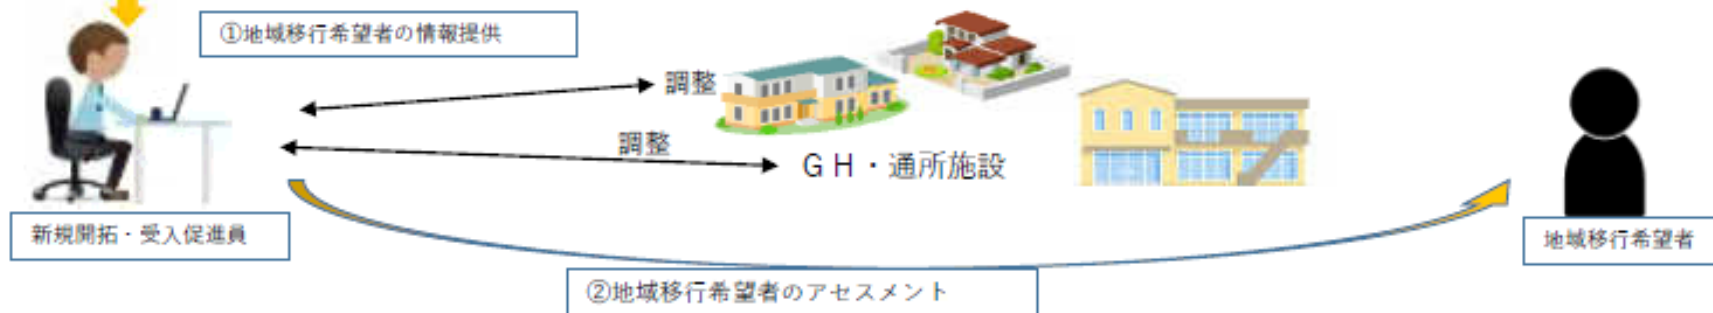 ①地域移行希望者の情報提供
調整
調整
GH・通所施設
新規開拓・受入促進員
地域移行希望者
②地域移行希望者のアセスメント